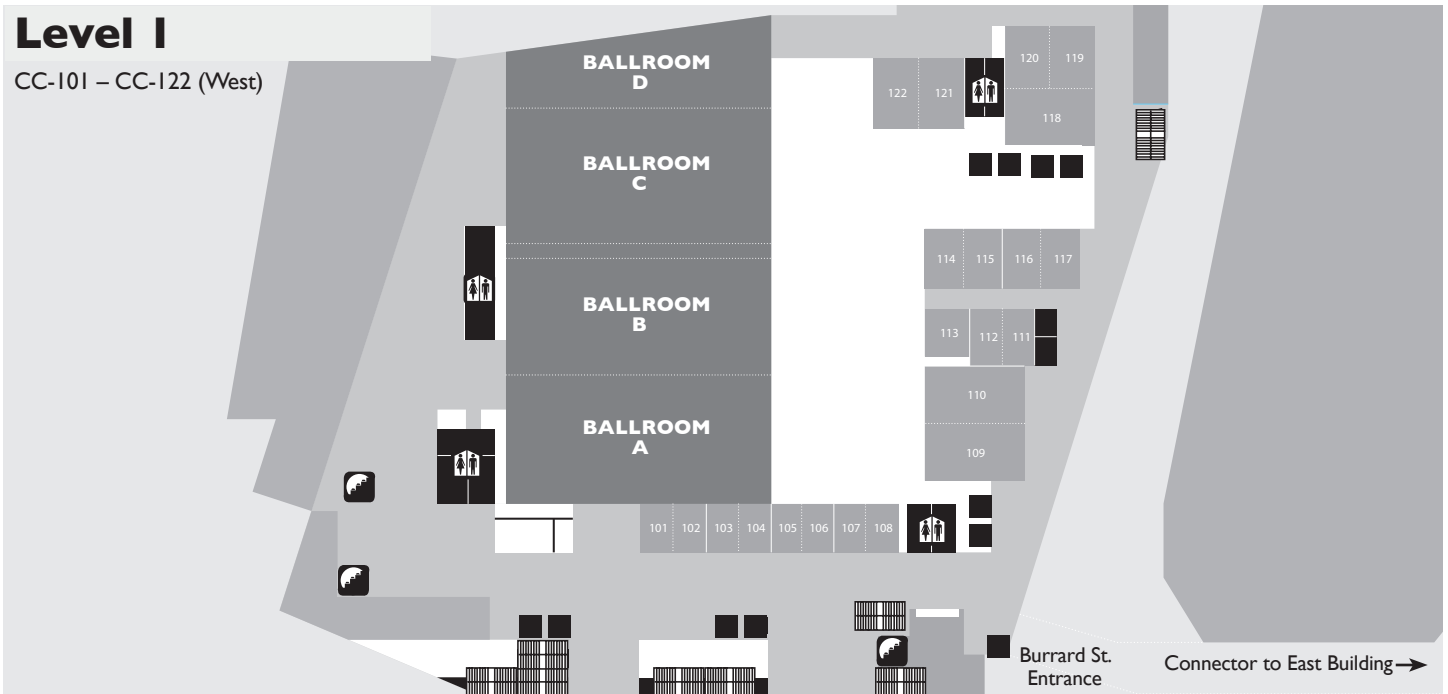 Level 1
CC-101 – CC-122 (West)
BALLROOM
D
BALLROOM
C
BALLROOM
B
BALLROOM
A
120
119
122
121
118
114
115
116
117
113
112
111
110
109
101
102
103
104
105
106
107
108
Burrard St.
Entrance
Connector to East Building